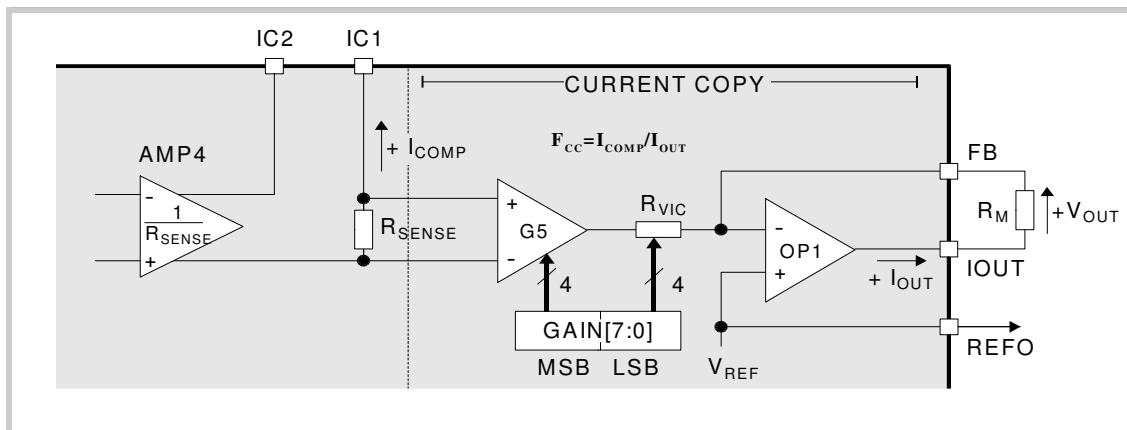 IC2 IC1
CURRENT COPY
+ I_COMP
F_CC=I_COMP/I_OUT
FB
AMP4
-
1
R_SENSE
+
R_SENSE
+
G5
-
R_VIC
-
OP1
+
R_M
+V_OUT
+ I_OUT
IOUT
4 4
GAIN[7:0]
MSB LSB
V_REF
REFO